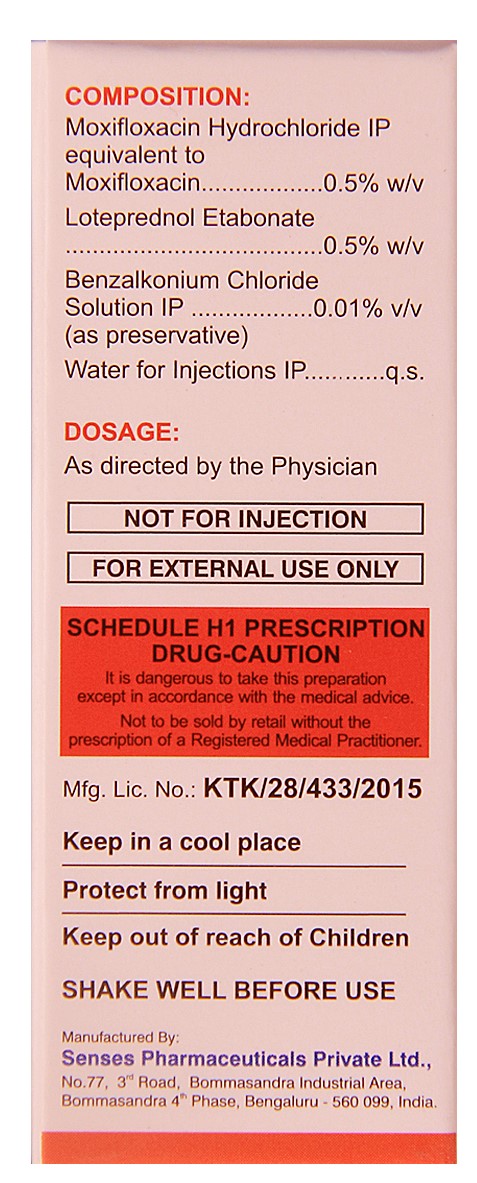 COMPOSITION:
Moxifloxacin Hydrochloride IP
equivalent to
Moxifloxacin..................0.5% w/v
Loteprednol Etabonate
......................................0.5% w/v
Benzalkonium Chloride
Solution IP ..................0.01% v/v
(as preservative)
Water for Injections IP............q.s.
DOSAGE:
As directed by the Physician
NOT FOR INJECTION
FOR EXTERNAL USE ONLY
SCHEDULE H1 PRESCRIPTION
DRUG-CAUTION
It is dangerous to take this preparation
except in accordance with the medical advice.
Not to be sold by retail without the
prescription of a Registered Medical Practitioner.
Mfg. Lic. No.: KTK/28/433/2015
Keep in a cool place
Protect from light
Keep out of reach of Children
SHAKE WELL BEFORE USE
Manufactured By:
Senses Pharmaceuticals Private Ltd.,
No.77, 3rd Road, Bommasandra Industrial Area,
Bommasandra 4th Phase, Bengaluru - 560 099, India.